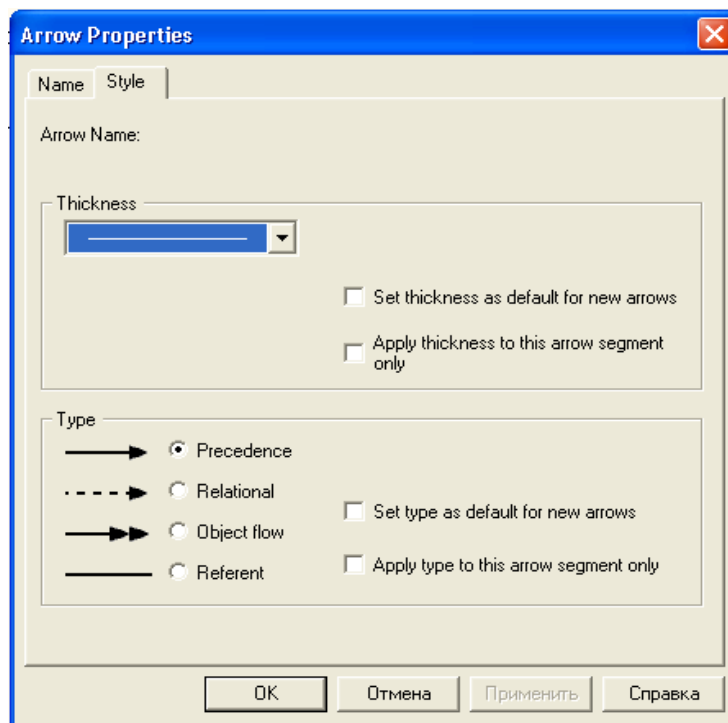 Arrow Properties
Name Style
Arrow Name:
Thickness
Set thickness as default for new arrows
Apply thickness to this arrow segment
only
Type
Precedence
Relational
Set type as default for new arrows
Object flow
Apply type to this arrow segment only
Referent
OK Отмена Применить Справка